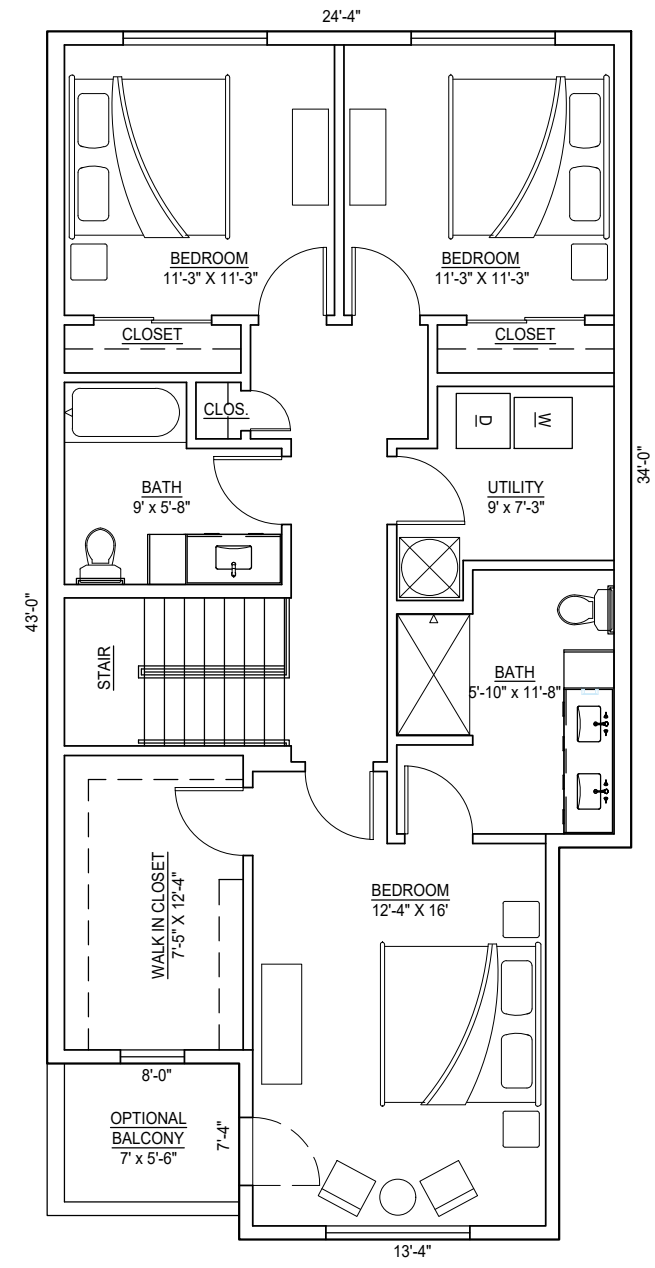 24'-4"
BEDROOM
11'-3" X 11'-3"
BEDROOM
11'-3" X 11'-3"
CLOSET
CLOSET
CLOS.
D
W
BATH
9' x 5'-8"
UTILITY
9' x 7'-3"
34'-0"
43'-0"
STAIR
BATH
5'-10" x 11'-8"
WALK IN CLOSET
7'-5" X 12'-4"
BEDROOM
12'-4" X 16'
8'-0"
OPTIONAL
BALCONY
7' x 5'-6"
7'-4"
13'-4"